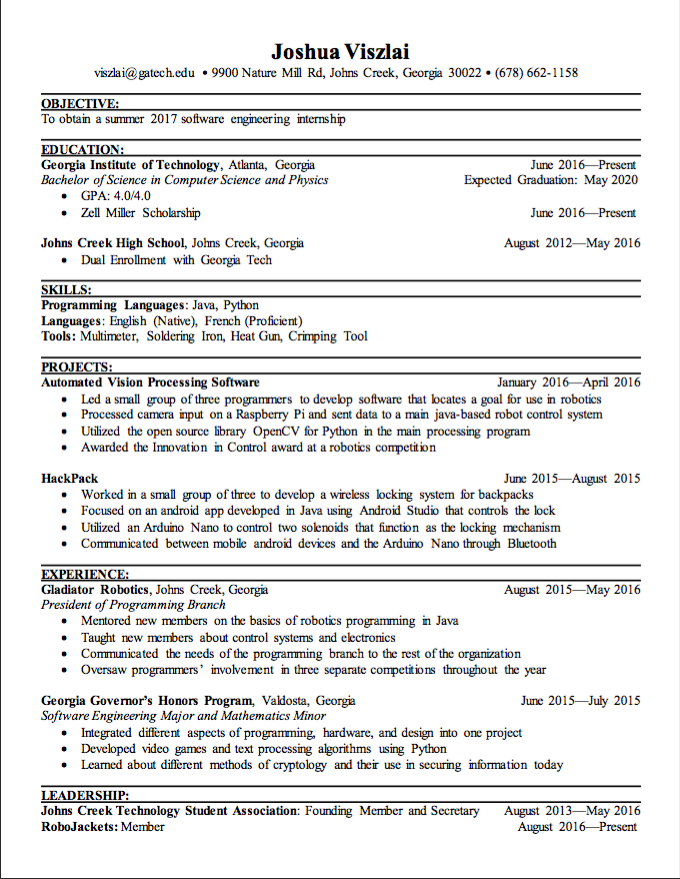 Joshua Viszlai
viszlai@gatech.edu • 9900 Nature Mill Rd, Johns Creek, Georgia 30022 • (678) 662-1158
OBJECTIVE:
To obtain a summer 2017 software engineering internship
EDUCATION:
Georgia Institute of Technology, Atlanta, Georgia June 2016—Present
Bachelor of Science in Computer Science and Physics Expected Graduation: May 2020
• GPA: 4.0/4.0
• Zell Miller Scholarship June 2016—Present
Johns Creek High School, Johns Creek, Georgia August 2012—May 2016
• Dual Enrollment with Georgia Tech
SKILLS:
Programming Languages: Java, Python
Languages: English (Native), French (Proficient)
Tools: Multimeter, Soldering Iron, Heat Gun, Crimping Tool
PROJECTS:
Automated Vision Processing Software January 2016—April 2016
• Led a small group of three programmers to develop software that locates a goal for use in robotics
• Processed camera input on a Raspberry Pi and sent data to a main java-based robot control system
• Utilized the open source library OpenCV for Python in the main processing program
• Awarded the Innovation in Control award at a robotics competition
HackPack June 2015—August 2015
• Worked in a small group of three to develop a wireless locking system for backpacks
• Focused on an android app developed in Java using Android Studio that controls the lock
• Utilized an Arduino Nano to control two solenoids that function as the locking mechanism
• Communicated between mobile android devices and the Arduino Nano through Bluetooth
EXPERIENCE:
Gladiator Robotics, Johns Creek, Georgia August 2015—May 2016
President of Programming Branch
• Mentored new members on the basics of robotics programming in Java
• Taught new members about control systems and electronics
• Communicated the needs of the programming branch to the rest of the organization
• Oversaw programmers' involvement in three separate competitions throughout the year
Georgia Governor's Honors Program, Valdosta, Georgia June 2015—July 2015
Software Engineering Major and Mathematics Minor
• Integrated different aspects of programming, hardware, and design into one project
• Developed video games and text processing algorithms using Python
• Learned about different methods of cryptology and their use in securing information today
LEADERSHIP:
Johns Creek Technology Student Association: Founding Member and Secretary August 2013—May 2016
RoboJackets: Member August 2016—Present